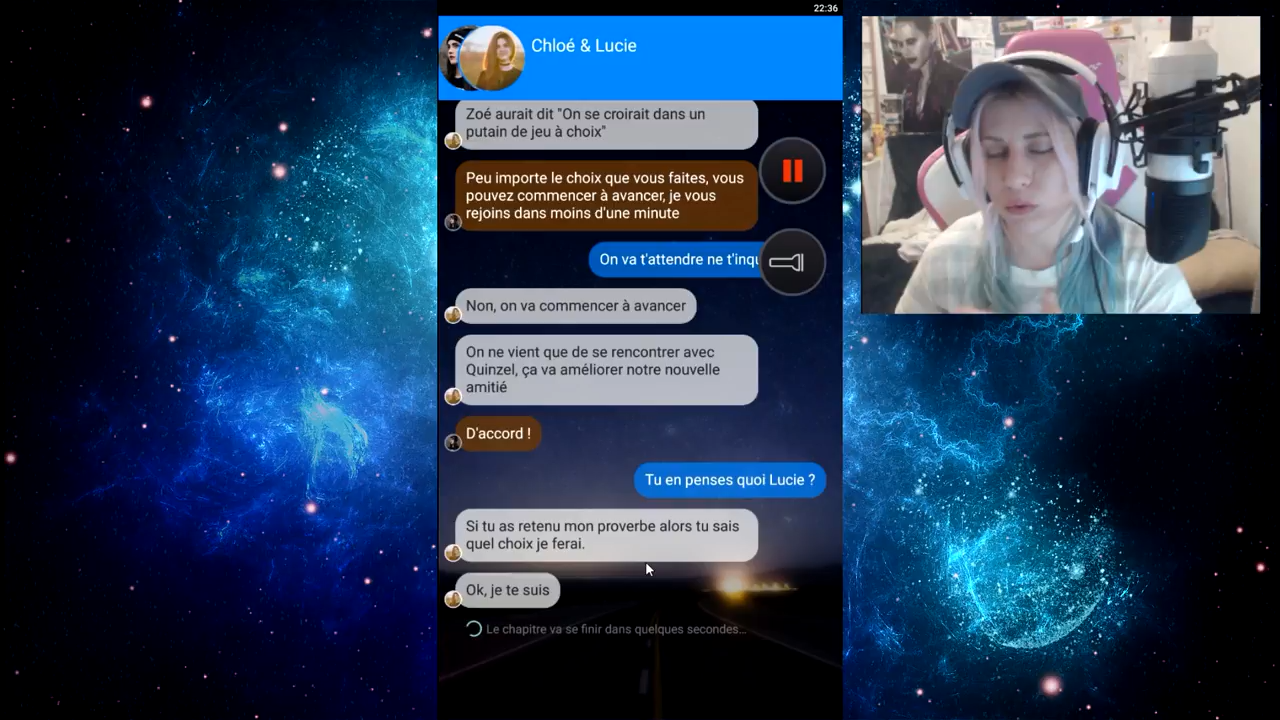 22:36
Chloé & Lucie
Zoé aurait dit "On se croirait dans un
putain de jeu à choix"
Peu importe le choix que vous faites, vous
pouvez commencer à avancer, je vous
rejoins dans moins d'une minute
On va t'attendre ne t'inqu
Non, on va commencer à avancer
On ne vient que de se rencontrer avec
Quinzel, ça va améliorer notre nouvelle
amitié
D'accord !
Tu en penses quoi Lucie ?
Si tu as retenu mon proverbe alors tu sais
quel choix je ferai.
Ok, je te suis
Le chapitre va se finir dans quelques secondes...